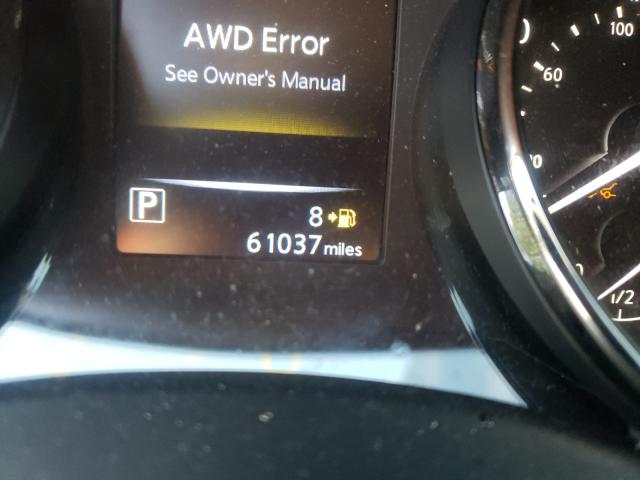 AWD Error
See Owner's Manual
P
8
61037 miles
100
60
1/2